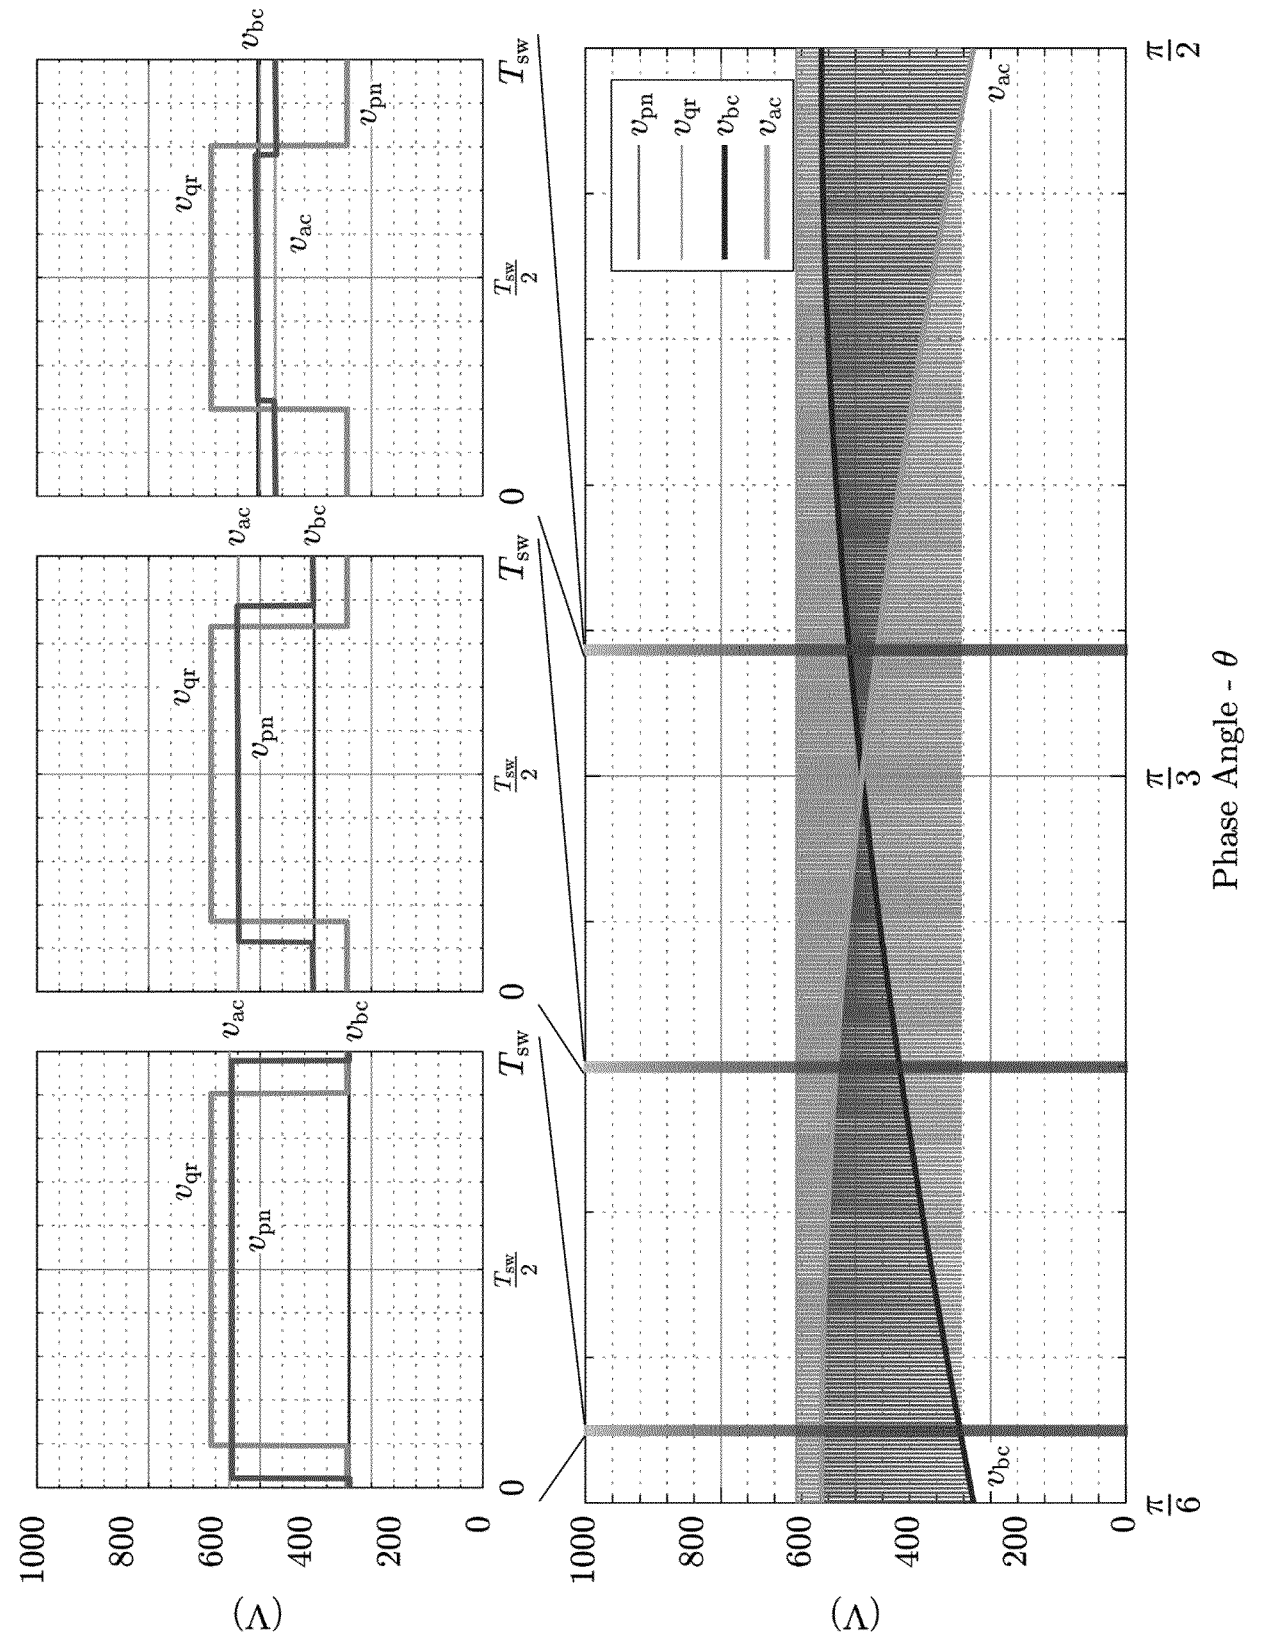 1000
800
600
400
200
0
(V)
v_qr
v_pn
v_ac
v_bc
0
T_sw/2
T_sw
v_qr
v_pn
v_ac
v_bc
0
T_sw/2
T_sw
v_qr
v_ac
v_bc
v_pn
0
T_sw/2
T_sw
1000
800
600
400
200
0
(V)
v_pn
v_qr
v_bc
v_ac
v_bc
v_ac
π/6
π/3
π/2
Phase Angle - θ